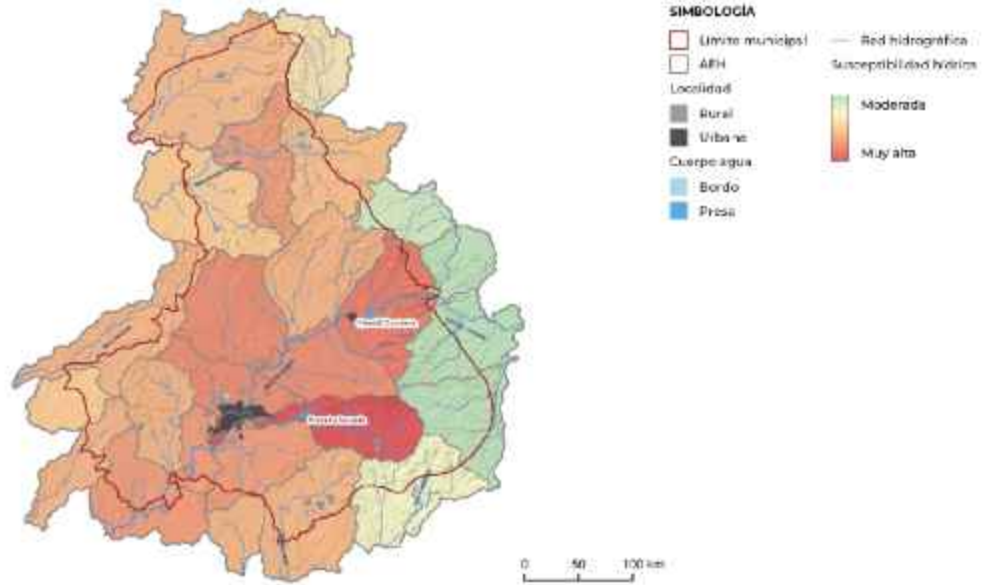 SIMBOLOGÍA
Límite municipal
AEH
Localidad
Rural
Urbana
Cuerpo agua
Bordo
Presa
Red hidrográfica
Susceptibilidad hídrica
Moderada
Muy alta
0 50 100 km